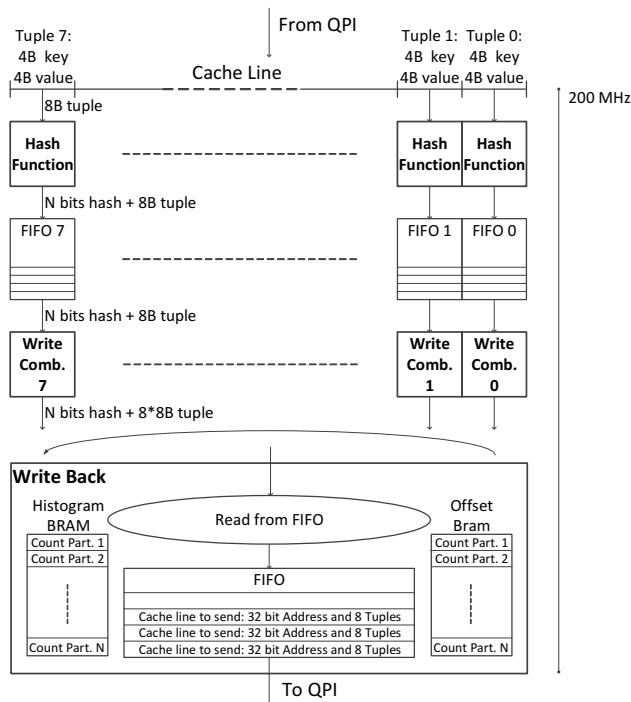 From QPI
Tuple 7:
4B key
4B value
Cache Line
Tuple 1:
4B key
4B value
Tuple 0:
4B key
4B value
200 MHz
8B tuple
Hash
Function
Hash
Function
Hash
Function
N bits hash + 8B tuple
FIFO 7
FIFO 1
FIFO 0
N bits hash + 8B tuple
Write
Comb.
7
Write
Comb.
1
Write
Comb.
0
N bits hash + 8*8B tuple
Write Back
Histogram
BRAM
Count Part. 1
Count Part. 2
Count Part. N
Read from FIFO
FIFO
Cache line to send: 32 bit Address and 8 Tuples
Cache line to send: 32 bit Address and 8 Tuples
Cache line to send: 32 bit Address and 8 Tuples
Offset
Bram
Count Part. 1
Count Part. 2
Count Part. N
To QPI